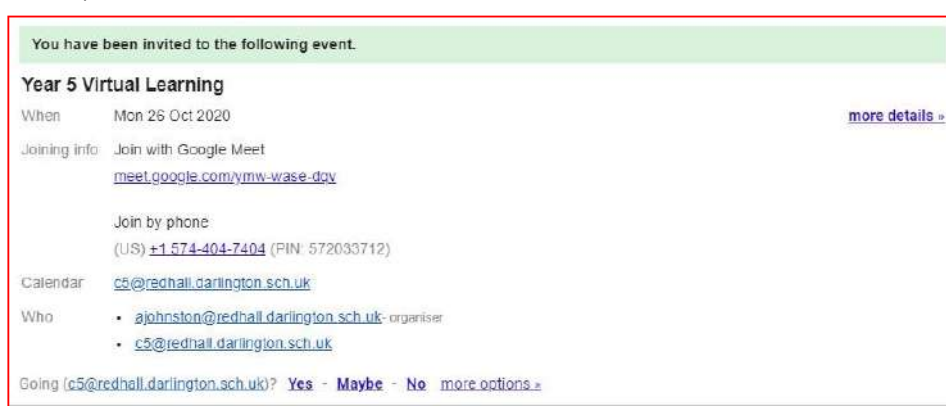 You have been invited to the following event.
Year 5 Virtual Learning
When Mon 26 Oct 2020 more details »
Joining info Join with Google Meet
meet.google.com/ymw-wase-dqv
Join by phone
(US) +1 574-404-7404 (PIN: 572033712)
Calendar c5@redhall.darlington.sch.uk
Who • ajohnston@redhall.darlington.sch.uk- organiser
• c5@redhall.darlington.sch.uk
Going (c5@redhall.darlington.sch.uk)? Yes - Maybe - No more options »